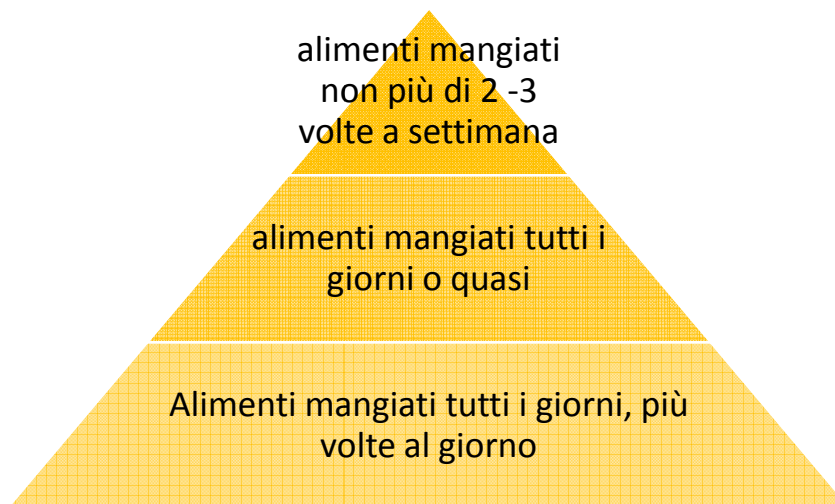 alimenti mangiati
non più di 2 -3
volte a settimana
alimenti mangiati tutti i
giorni o quasi
Alimenti mangiati tutti i giorni, più
volte al giorno